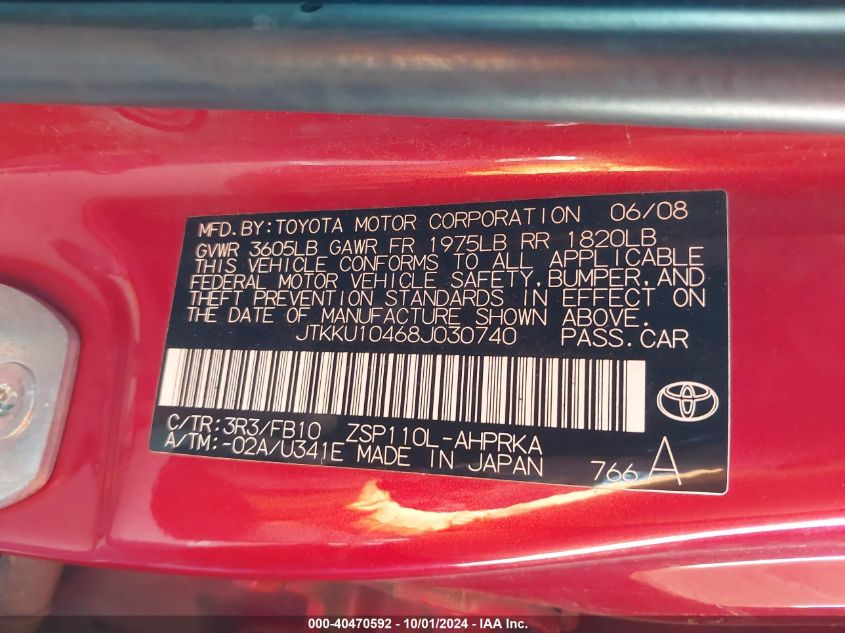 MFD.BY:TOYOTA MOTOR CORPORATION 06/08
GVWR 3605LB GAWR FR 1975LB RR 1820LB
THIS VEHICLE CONFORMS TO ALL APPLICABLE
FEDERAL MOTOR VEHICLE SAFETY,BUMPER,AND
THEFT PREVENTION STANDARDS IN EFFECT ON
THE DATE OF MANUFACTURE SHOWN ABOVE.
JTKKU10468J030740 PASS.CAR
C/TR:3R3/FB10 ZSP110L-AHPRKA
A/TM:-02A/U341E MADE IN JAPAN 766 A
000-40470592 - 10/01/2024 - IAA Inc.